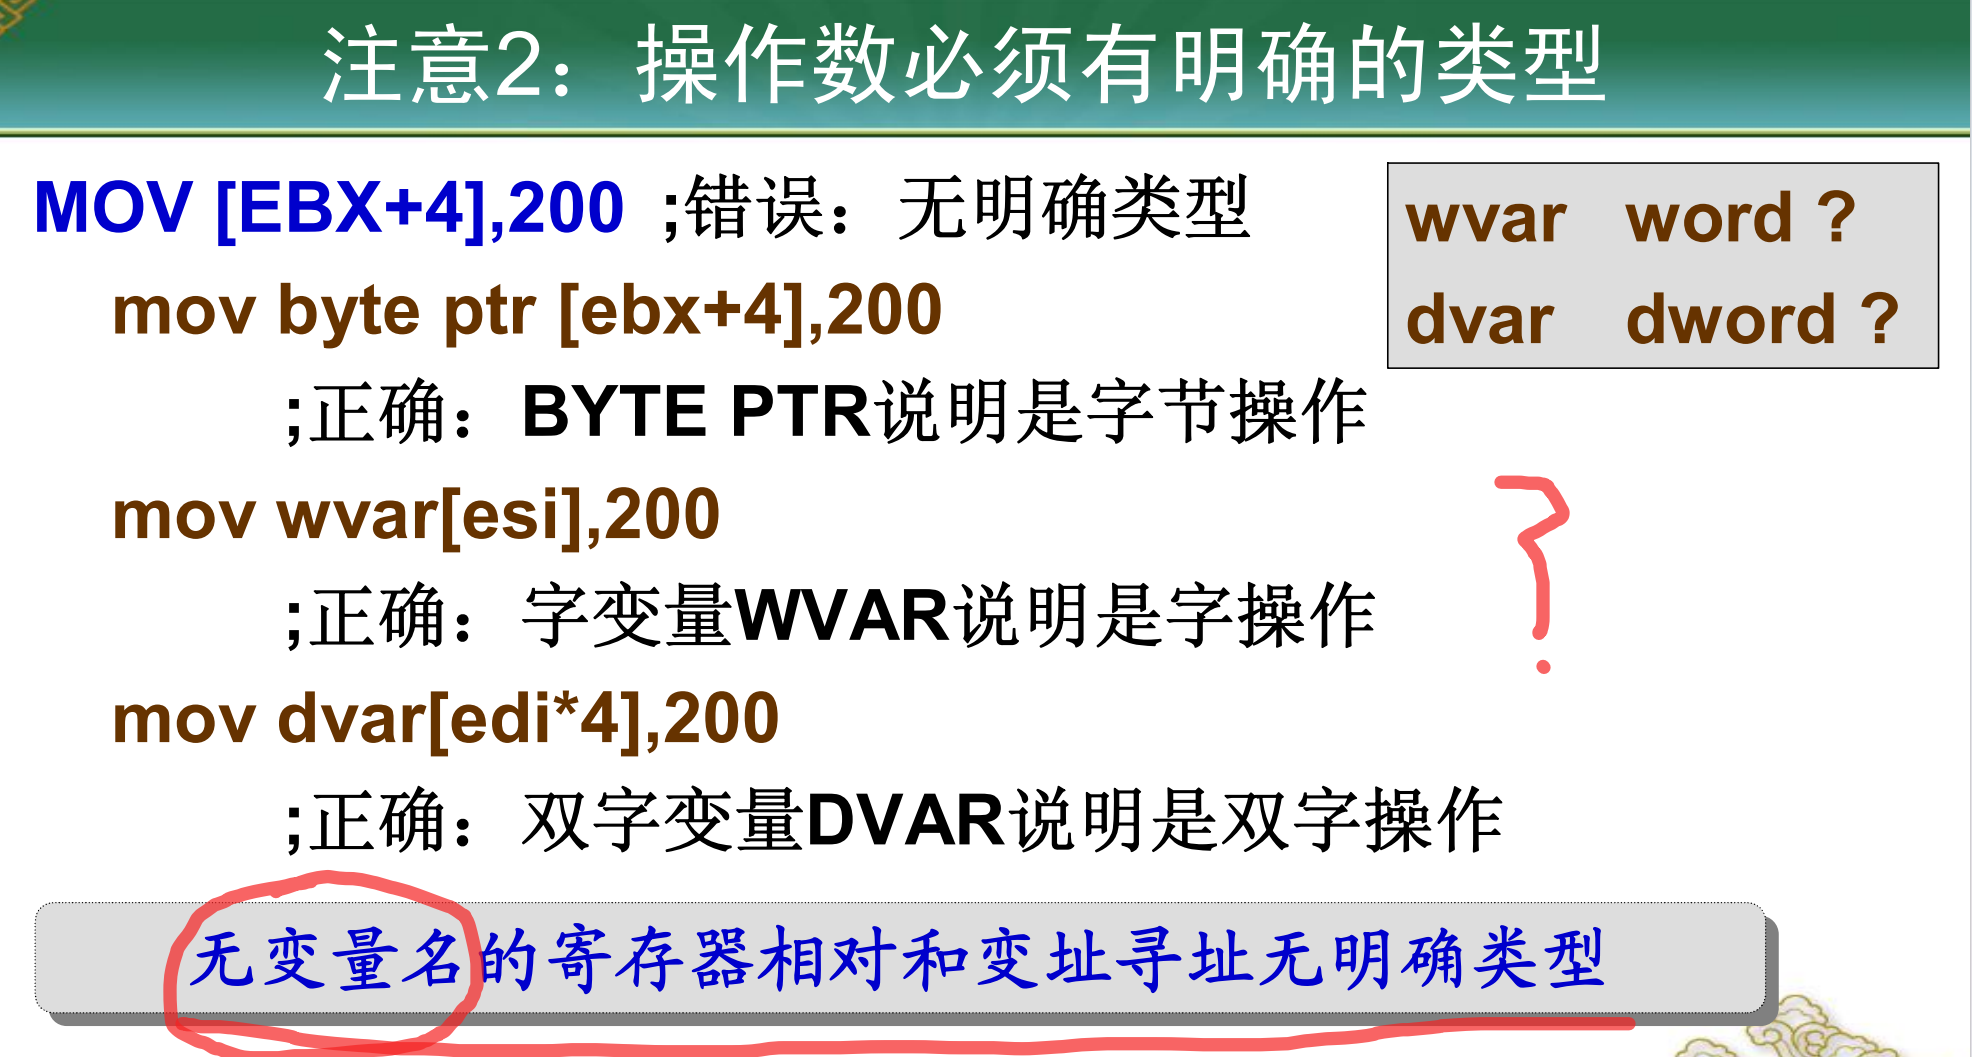 注意2：操作数必须有明确的类型
MOV [EBX+4],200 ;错误：无明确类型
mov byte ptr [ebx+4],200
;正确：BYTE PTR说明是字节操作
mov wvar[esi],200
;正确：字变量WVAR说明是字操作
mov dvar[edi*4],200
;正确：双字变量DVAR说明是双字操作
wvar word ?
dvar dword ?
?
无变量名的寄存器相对和变址寻址无明确类型